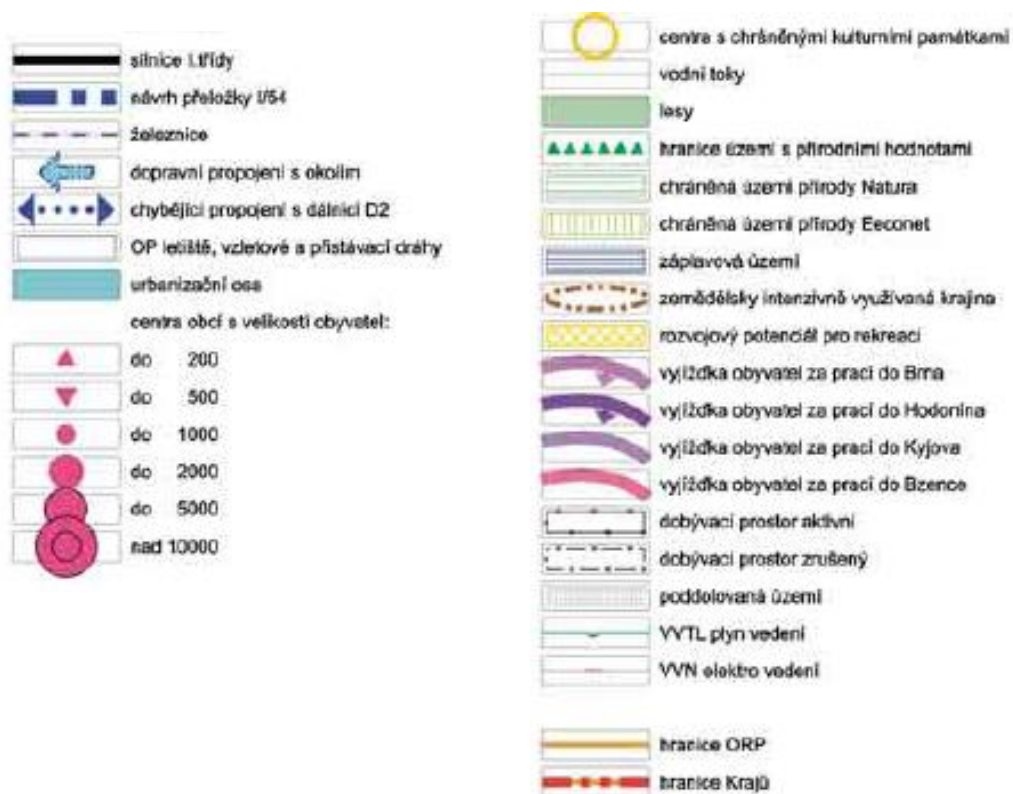 silnice I.třídy
návrh přeložky I/54
železnice
dopravní propojení s okolím
chybějící propojení s dálnicí D2
OP letiště, vzletové a přistávací dráhy
urbanizační osa
centra obcí s velikostí obyvatel:
do 200
do 500
do 1000
do 2000
do 5000
nad 10000
centra s chráněnými kulturními památkami
vodní toky
lesy
hranice území s přírodními hodnotami
chráněná území přírody Natura
chráněná území přírody Eeconet
záplavová území
zemědělsky intenzivně využívaná krajina
rozvojový potenciál pro rekreaci
vyjížďka obyvatel za prací do Brna
vyjížďka obyvatel za prací do Hodonína
vyjížďka obyvatel za prací do Kyjova
vyjížďka obyvatel za prací do Bzence
dobývací prostor aktivní
dobývací prostor zrušený
poddolovaná území
VVTL plyn vedení
VVN elektro vedení
hranice ORP
hranice Krajů